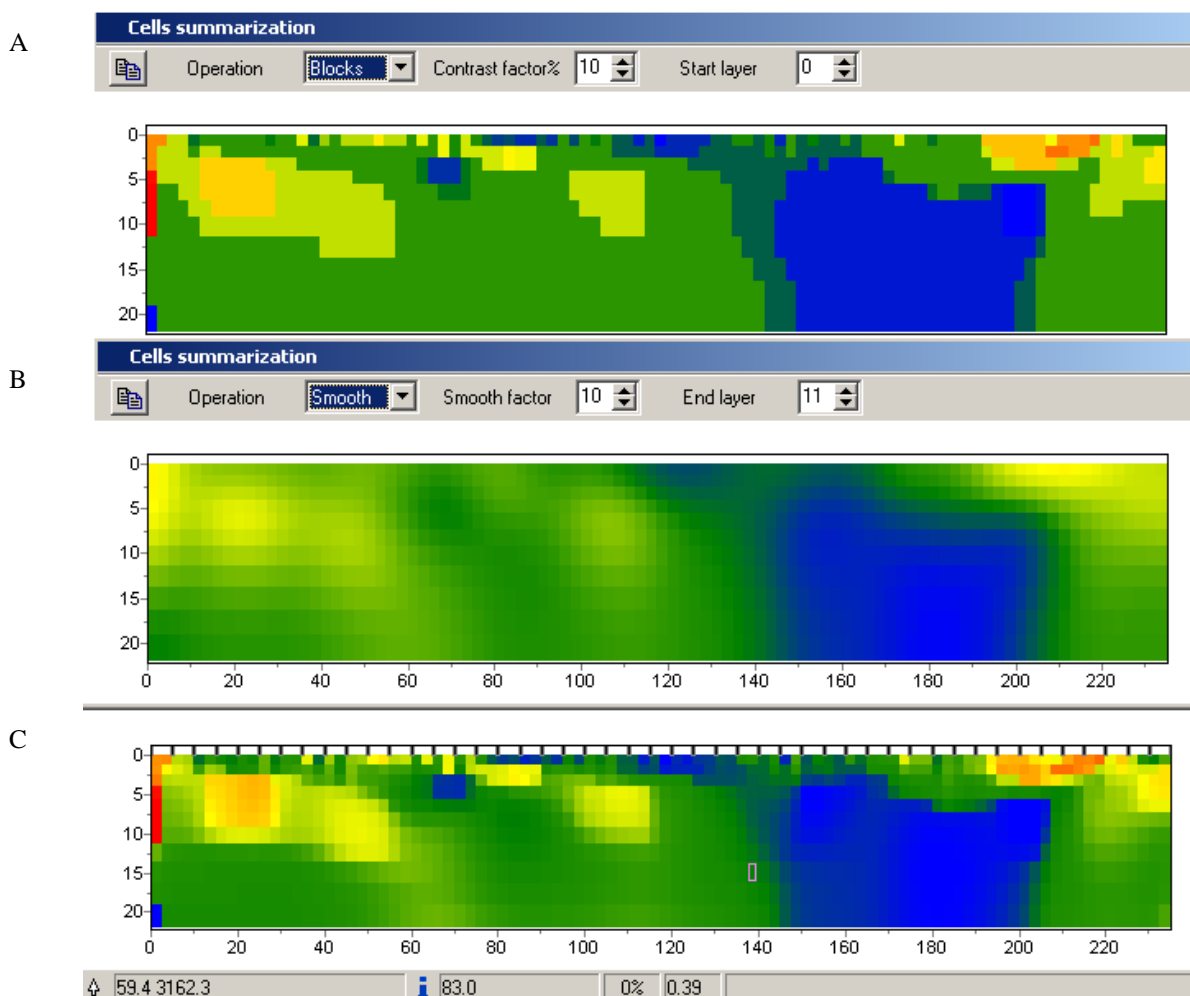 A
Cells summarization
Operation Blocks Contrast factor% 10 Start layer 0
0
5
10
15
20
Cells summarization
B
Operation Smooth Smooth factor 10 End layer 11
0
5
10
15
20
0 20 40 60 80 100 120 140 160 180 200 220
C
0
5
10
15
20
0 20 40 60 80 100 120 140 160 180 200 220
59.4 3162.3 83.0 0% 0.39